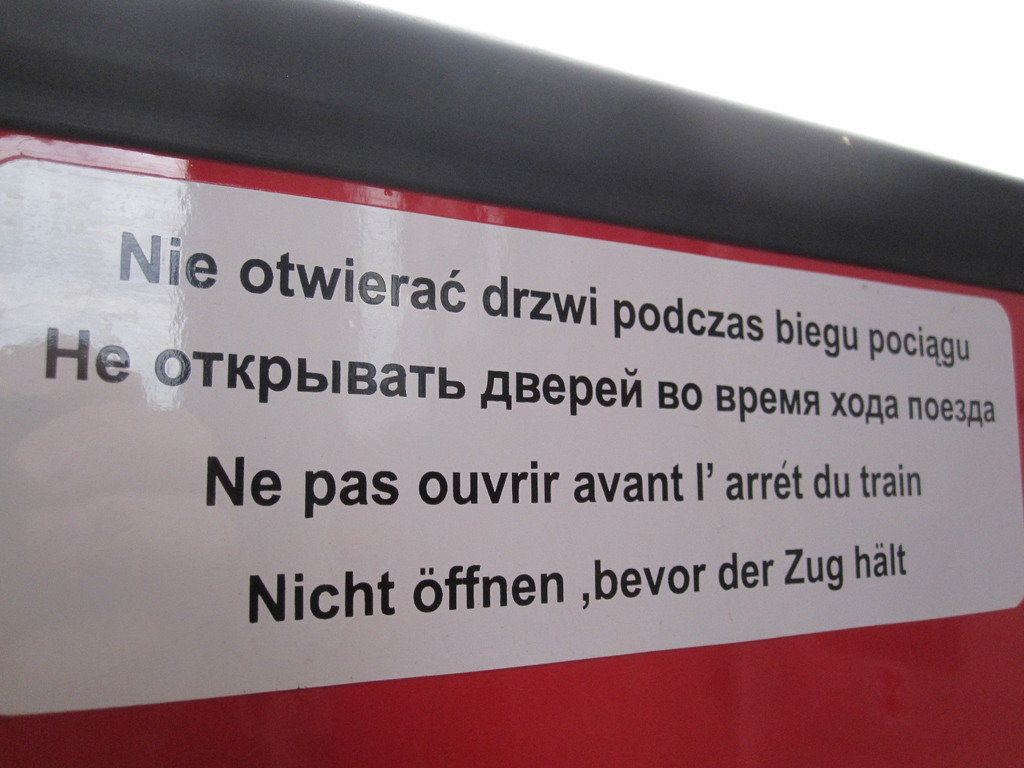 Nie otwierać drzwi podczas biegu pociągu
Не открывать дверей во время хода поезда
Ne pas ouvrir avant l’ arrét du train
Nicht öffnen ,bevor der Zug hält